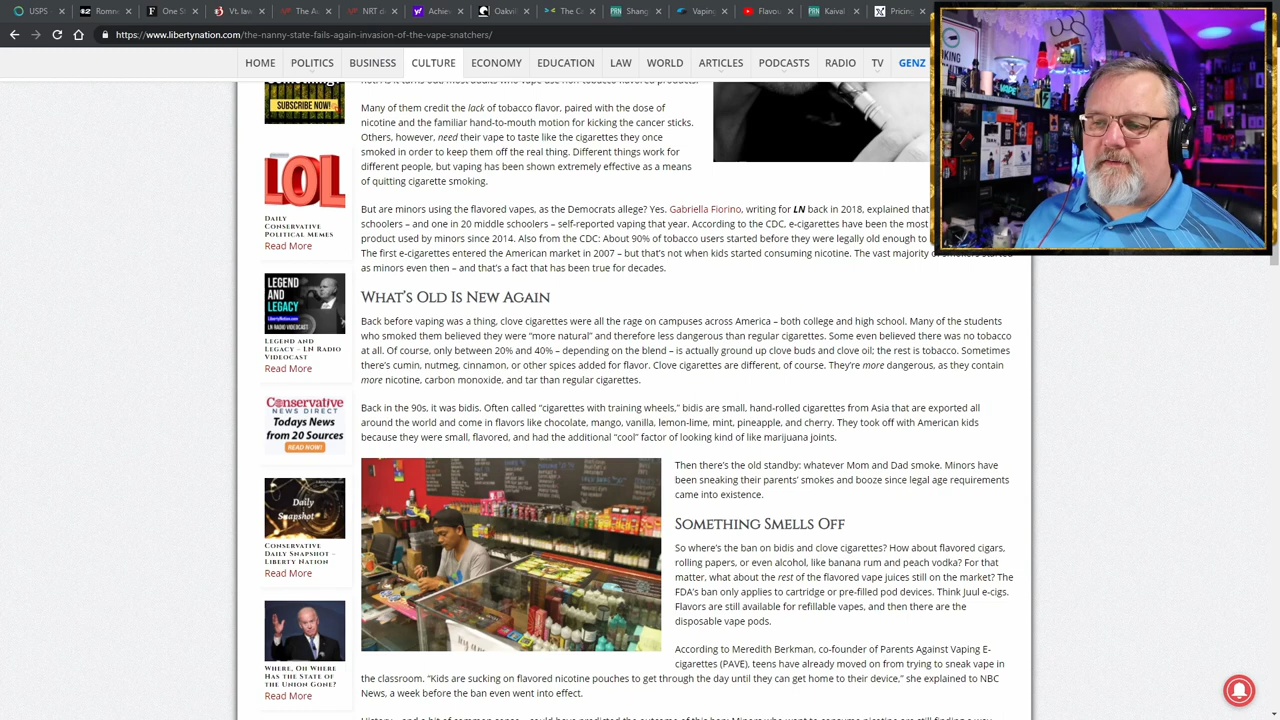 USPS
One S
NRT
Achie
Oakl
The C
Shang
Vapes
Flavo
Kaival
Pricing
https://www.libertynation.com/the-nanny-state-fails-again-invasion-of-the-vape-snatchers/
HOME POLITICS BUSINESS CULTURE ECONOMY EDUCATION LAW WORLD ARTICLES PODCASTS RADIO TV GENZ
SUBSCRIBE NOW!
LOL
Daily
Conservative
Political Memes
Read More
LEGEND
AND
LEGACY
Legend and
Legacy – LN Radio
Videocast
Read More
Conservative
NEWS DIRECT
Todays News
from 20 Sources
READ NOW!
Daily
Snapshot
Conservative
Daily Snapshot –
Liberty Nation
Read More
Where, Oh Where
Has the State of
the Union Gone?
Read More
Many of them credit the lack of tobacco flavor, paired with the dose of
nicotine and the familiar hand-to-mouth motion for kicking the cancer sticks.
Others, however, need their vape to taste like the cigarettes they once
smoked in order to keep them off the real thing. Different things work for
different people, but vaping has been shown extremely effective as a means
of quitting cigarette smoking.
But are minors using the flavored vapes, as the Democrats allege? Yes. Gabriella Fiorino, writing for LN back in 2018, explained that
schoolers – and one in 20 middle schoolers – self-reported vaping that year. According to the CDC, e-cigarettes have been the most
product used by minors since 2014. Also from the CDC: About 90% of tobacco users started before they were legally old enough to
The first e-cigarettes entered the American market in 2007 – but that's not when kids started consuming nicotine. The vast majority of smokers started
as minors even then – and that's a fact that has been true for decades.
What's Old Is New Again
Back before vaping was a thing, clove cigarettes were all the rage on campuses across America – both college and high school. Many of the students
who smoked them believed they were “more natural” and therefore less dangerous than regular cigarettes. Some even believed there was no tobacco
at all. Of course, only between 20% and 40% – depending on the blend – is actually ground up clove buds and clove oil; the rest is tobacco. Sometimes
there's cumin, nutmeg, cinnamon, or other spices added for flavor. Clove cigarettes are different, of course. They're more dangerous, as they contain
more nicotine, carbon monoxide, and tar than regular cigarettes.
Back in the 90s, it was bidis. Often called “cigarettes with training wheels,” bidis are small, hand-rolled cigarettes from Asia that are exported all
around the world and come in flavors like chocolate, mango, vanilla, lemon-lime, mint, pineapple, and cherry. They took off with American kids
because they were small, flavored, and had the additional “cool” factor of looking kind of like marijuana joints.
Then there's the old standby: whatever Mom and Dad smoke. Minors have
been sneaking their parents' smokes and booze since legal age requirements
came into existence.
Something Smells Off
So where's the ban on bidis and clove cigarettes? How about flavored cigars,
rolling papers, or even alcohol, like banana rum and peach vodka? For that
matter, what about the rest of the flavored vape juices still on the market? The
FDA's ban only applies to cartridge or pre-filled pod devices. Think Juul e-cigs.
Flavors are still available for refillable vapes, and then there are the
disposable vape pods.
According to Meredith Berkman, co-founder of Parents Against Vaping E-
cigarettes (PAVE), teens have already moved on from trying to sneak vape in
the classroom. “Kids are sucking on flavored nicotine pouches to get through the day until they can get home to their device,” she explained to NBC
News, a week before the ban even went into effect.